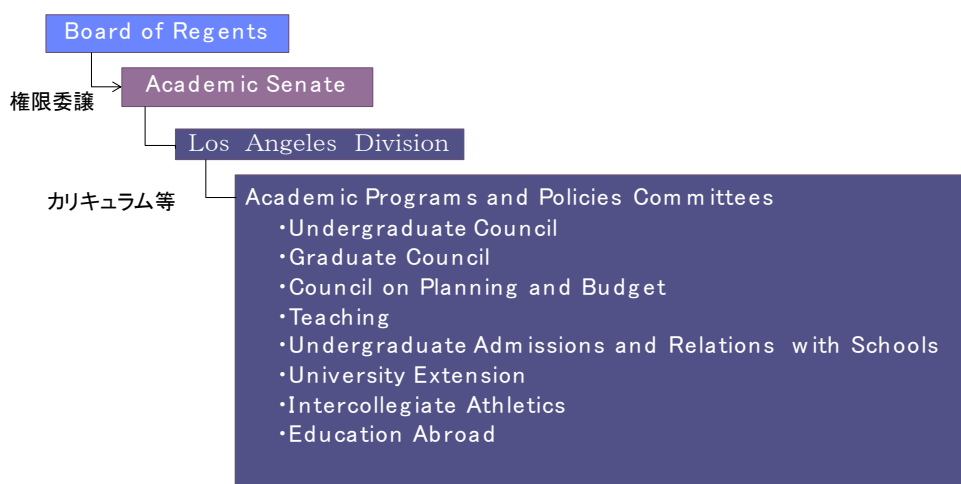 Board of Regents
Academic Senate
権限委譲
Los Angeles Division
カリキュラム等
Academic Programs and Policies Committees
・Undergraduate Council
・Graduate Council
・Council on Planning and Budget
・Teaching
・Undergraduate Admissions and Relations with Schools
・University Extension
・Intercollegiate Athletics
・Education Abroad